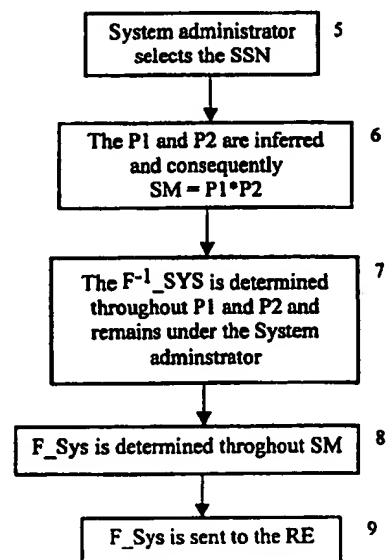 System administrator
selects the SSN
5
The P1 and P2 are inferred
and consequently
SM = P1*P2
6
The F⁻¹_SYS is determined
throughout P1 and P2 and
remains under the System
adminstrator
7
F_Sys is determined throghout SM
8
F_Sys is sent to the RE
9